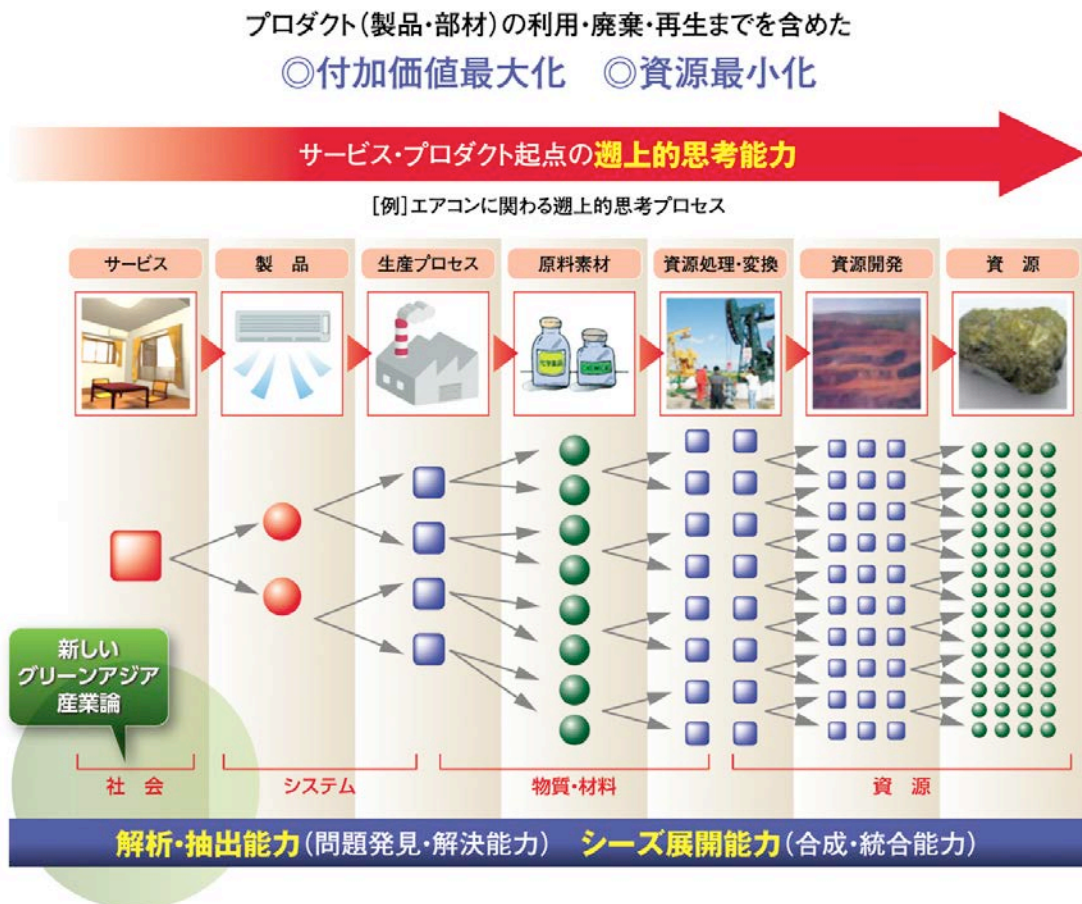 プロダクト(製品・部材)の利用・廃棄・再生までを含めた
◎付加価値最大化 ◎資源最小化
サービス・プロダクト起点の遡上的思考能力
[例]エアコンに関わる遡上的思考プロセス
サービス
製 品
生産プロセス
原料素材
資源処理・変換
資源開発
資 源
化学薬品
CHEMICAL
新しい
グリーンアジア
産業論
社 会
システム
物質・材料
資 源
解析・抽出能力(問題発見・解決能力) シーズ展開能力(合成・統合能力)